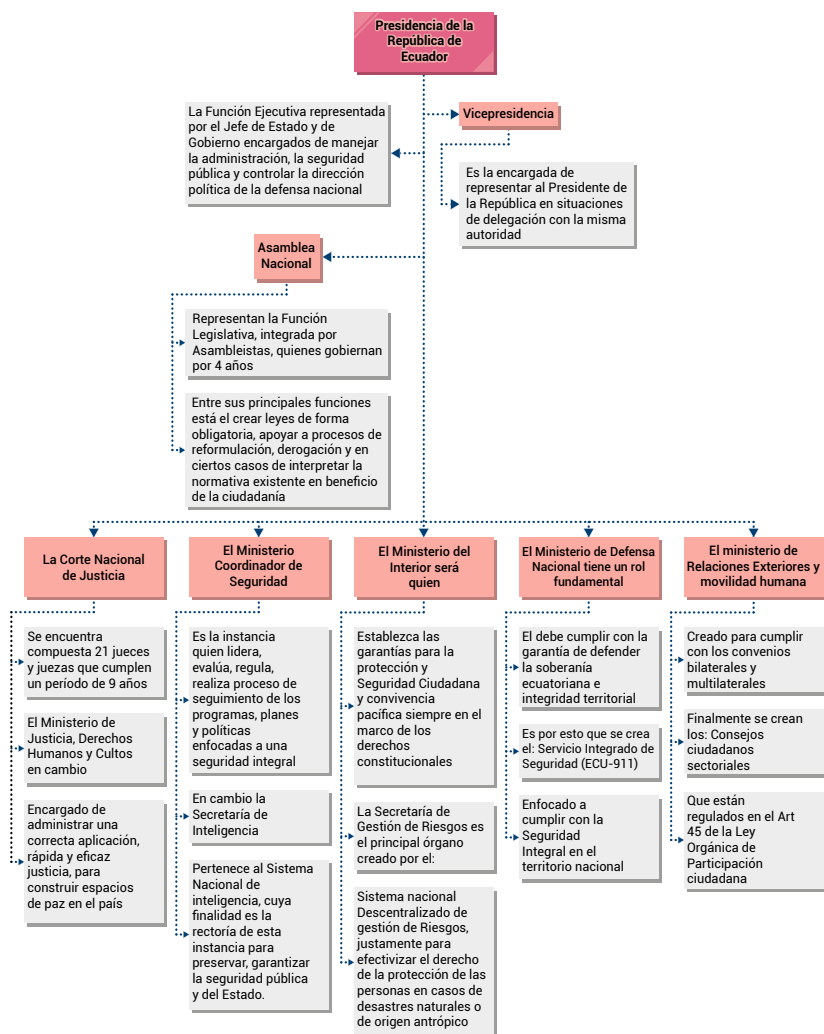 Presidencia de la
República de
Ecuador
La Función Ejecutiva representada
por el Jefe de Estado y de
Gobierno encargados de manejar
la administración, la seguridad
pública y controlar la dirección
política de la defensa nacional
Vicepresidencia
Es la encargada de
representar al Presidente de
la República en situaciones
de delegación con la misma
autoridad
Asamblea
Nacional
Representan la Función
Legislativa, integrada por
Asambleistas, quienes gobiernan
por 4 años
Entre sus principales funciones
está el crear leyes de forma
obligatoria, apoyar a procesos de
reformulación, derogación y en
ciertos casos de interpretar la
normativa existente en beneficio
de la ciudadanía
La Corte Nacional
de Justicia
Se encuentra
compuesta 21 jueces
y juezas que cumplen
un período de 9 años
El Ministerio de
Justicia, Derechos
Humanos y Cultos
en cambio
Encargado de
administrar una
correcta aplicación,
rápida y eficaz
justicia, para
construir espacios
de paz en el país
El Ministerio
Coordinador de
Seguridad
Es la instancia
quien lidera,
evalúa, regula,
realiza proceso de
seguimiento de los
programas, planes
y políticas
enfocadas a una
seguridad integral
En cambio la
Secretaría de
Inteligencia
Pertenece al Sistema
Nacional de
inteligencia, cuya
finalidad es la
rectoría de esta
instancia para
preservar, garantizar
la seguridad pública
y del Estado.
El Ministerio del
Interior será
quien
Establezca las
garantías para la
protección y
Seguridad Ciudadana
y convivencia
pacífica siempre en el
marco de los
derechos
constitucionales
La Secretaría de
Gestión de Riesgos es
el principal órgano
creado por el:
Sistema nacional
Descentralizado de
gestión de Riesgos,
justamente para
efectivizar el derecho
de la protección de las
personas en casos de
desastres naturales o
de origen antrópico
El Ministerio de Defensa
Nacional tiene un rol
fundamental
El debe cumplir con la
garantía de defender
la soberanía
ecuatoriana e
integridad territorial
Es por esto que se crea
el: Servicio Integrado de
Seguridad (ECU-911)
Enfocado a
cumplir con la
Seguridad
Integral en el
territorio nacional
El ministerio de
Relaciones Exteriores y
movilidad humana
Creado para cumplir
con los convenios
bilaterales y
multilaterales
Finalmente se crean
los: Consejos
ciudadanos
sectoriales
Que están
regulados en el Art
45 de la Ley
Orgánica de
Participación
ciudadana